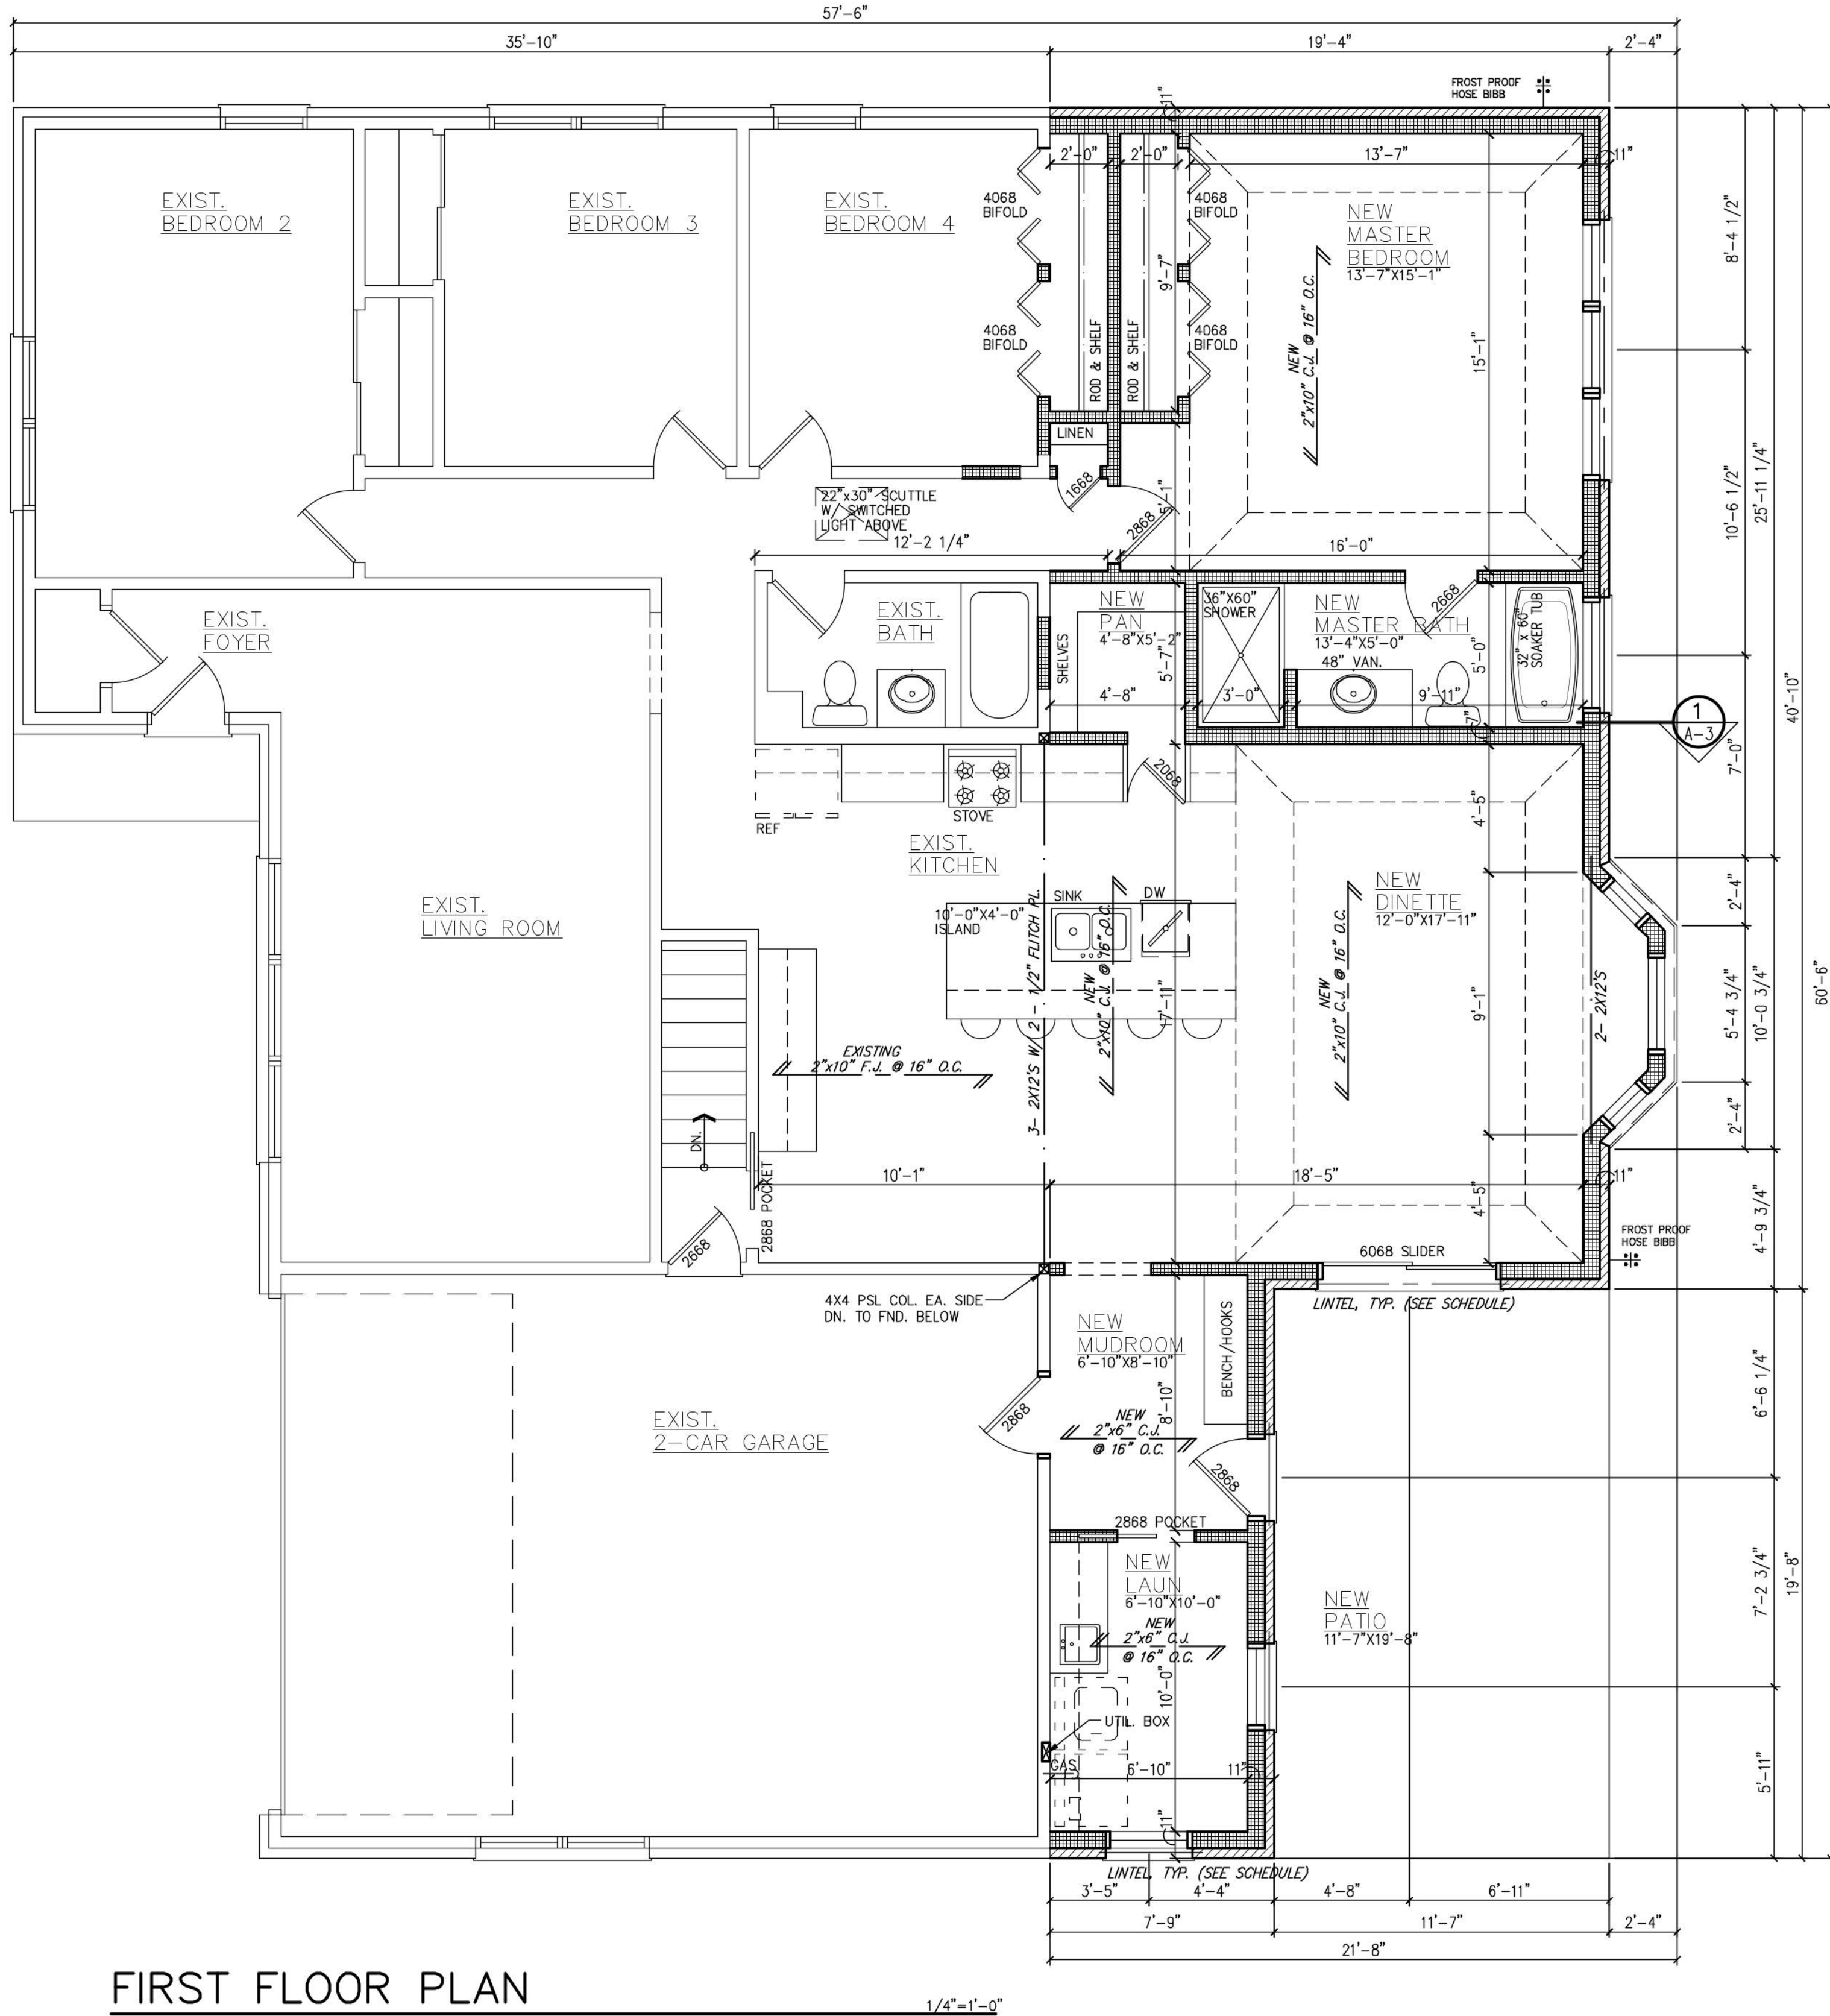 57'-6"
35'-10"
19'-4"
2'-4"
FROST PROOF
HOSE BIBB
11"
2'-0"
2'-0"
13'-7"
11"
EXIST.
BEDROOM 2
EXIST.
BEDROOM 3
EXIST.
BEDROOM 4
4068
BIFOLD
4068
BIFOLD
NEW
MASTER
BEDROOM
13'-7"X15'-1"
8'-4 1/2"
9'-7"
NEW
2"x10" C.J. @ 16" O.C.
4068
BIFOLD
4068
BIFOLD
ROD & SHELF
ROD & SHELF
15'-1"
LINEN
1668
5'-1"
2868
10'-6 1/2"
25'-11 1/4"
22"x30" SCUTTLE
W/ SWITCHED
LIGHT ABOVE
12'-2 1/4"
16'-0"
EXIST.
FOYER
EXIST.
BATH
NEW
PAN
4'-8"X5'-2"
36"X60"
SHOWER
NEW
MASTER BATH
13'-4"X5'-0"
2668
32" x 60"
SOAKER TUB
SHELVES
5'-7"
48" VAN.
5'-0"
4'-8"
3'-0"
9'-11"
7"
1
A-3
7'-0"
40'-10"
2068
REF
STOVE
4'-5"
EXIST.
KITCHEN
EXIST.
LIVING ROOM
SINK
DW
10'-0"X4'-0"
ISLAND
NEW
DINETTE
12'-0"X17'-11"
2'-4"
3- 2X12'S W/ 2 - 1/2" FLITCH PL.
NEW
2"x10" C.J. @ 16" O.C.
17'-11"
NEW
2"x10" C.J. @ 16" O.C.
9'-1"
2- 2X12'S
5'-4 3/4"
10'-0 3/4"
60'-6"
EXISTING
2"x10" F.J. @ 16" O.C.
2'-4"
DN.
10'-1"
18'-5"
11"
2868 POCKET
4'-5"
4'-9 3/4"
2668
6068 SLIDER
FROST PROOF
HOSE BIBB
4X4 PSL COL. EA. SIDE
DN. TO FND. BELOW
LINTEL, TYP. (SEE SCHEDULE)
NEW
MUDROOM
6'-10"X8'-10"
BENCH/HOOKS
6'-6 1/4"
EXIST.
2-CAR GARAGE
2868
8'-10"
NEW
2"x6" C.J.
@ 16" O.C.
2868
2868 POCKET
NEW
LAUN
6'-10"X10'-0"
NEW
2"x6" C.J.
@ 16" O.C.
10'-0"
NEW
PATIO
11'-7"X19'-8"
7'-2 3/4"
19'-8"
UTIL. BOX
GAS
6'-10"
11"
5'-11"
11"
LINTEL, TYP. (SEE SCHEDULE)
3'-5"
4'-4"
4'-8"
6'-11"
7'-9"
11'-7"
2'-4"
21'-8"
FIRST FLOOR PLAN
1/4"=1'-0"